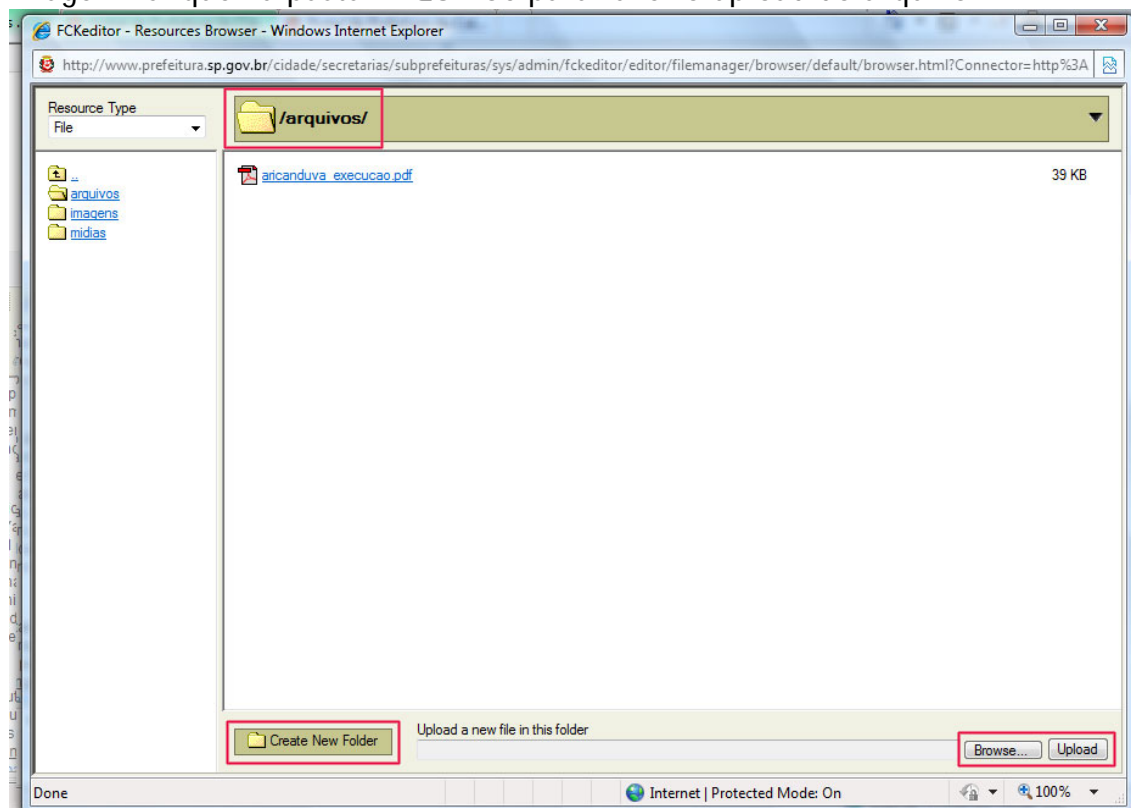 FCKeditor - Resources Browser - Windows Internet Explorer
http://www.prefeitura.sp.gov.br/cidade/secretarias/subprefeituras/sys/admin/fckeditor/editor/filemanager/browser/default/browser.html?Connector=http%3A
Resource Type
File
/arquivos/
..
arquivos
imagens
midias
aricanduva_execucao.pdf 39 KB
Create New Folder
Upload a new file in this folder
Browse... Upload
Done
Internet | Protected Mode: On
100%